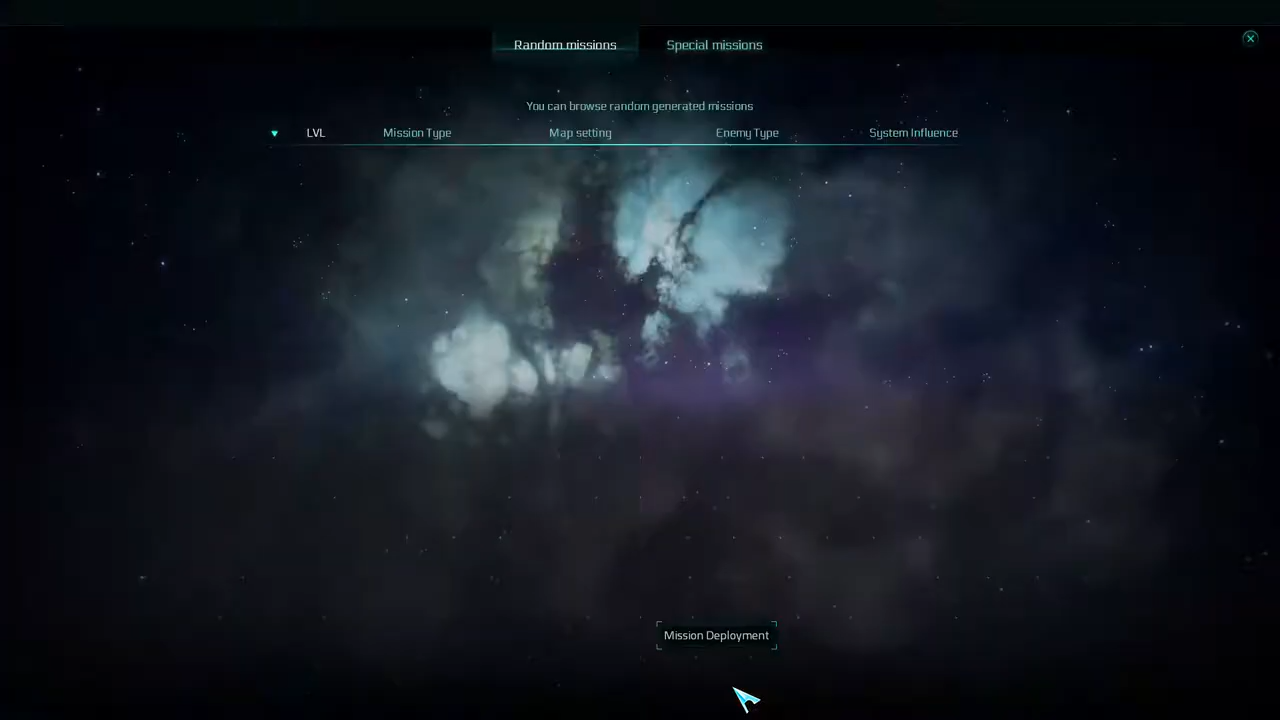 Random missions Special missions
You can browse random generated missions
LVL Mission Type Map setting Enemy Type System Influence
Mission Deployment